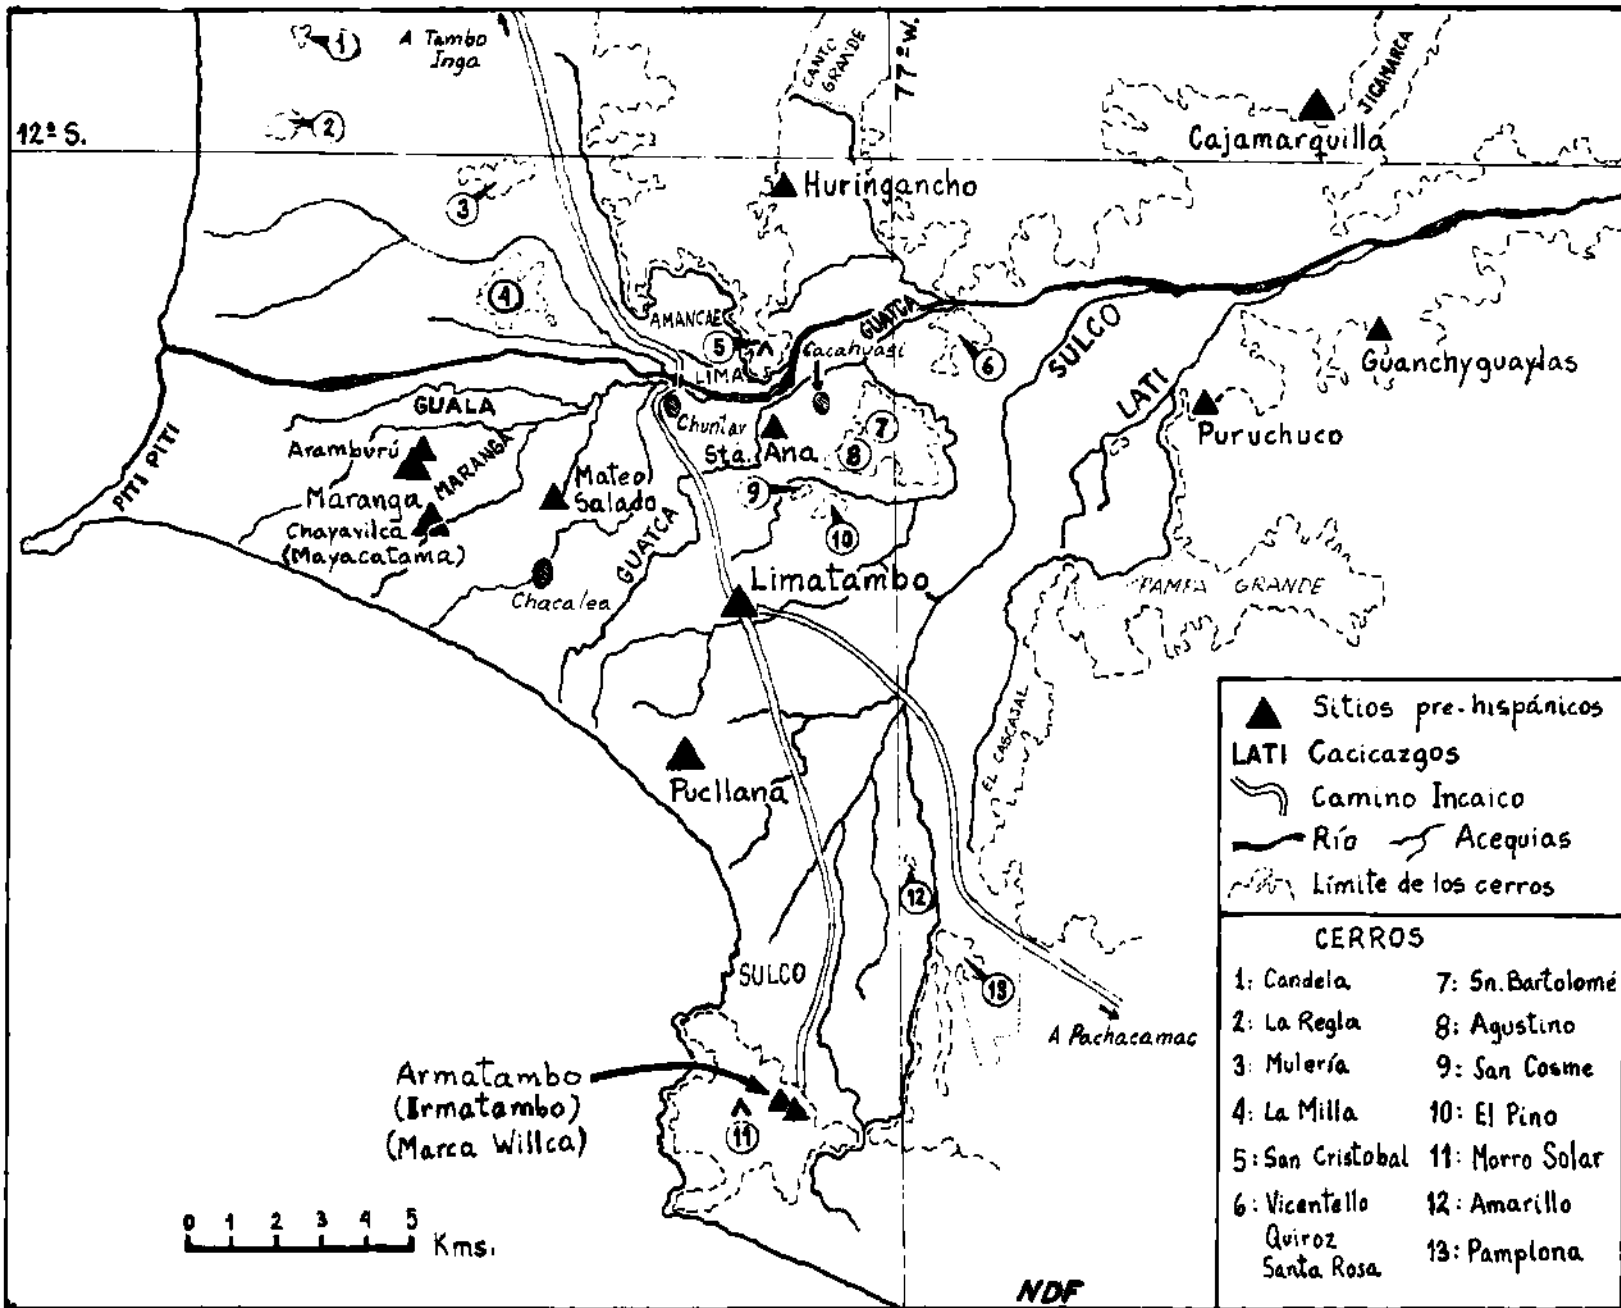 1
A Tambo
Inga
CANTO
GRANDE
77º W.
JICAMARCA
Cajamarquilla
2
12º S.
3
Huringancho
4
AMANCAE
5
LIMA
GUATCA
Cacahuasi
6
SULCO
LATI
Guanchyguaylas
Puruchuco
GUALA
Chuntay
Sta. Ana
7
8
9
10
PITI PITI
Aramburú
MARANGA
Maranga
Chayavilca
(Mayacatama)
Mateo
Salado
GUATCA
Chacalea
Limatambo
PAMPA GRANDE
EL CASCAJAL
Pucllana
12
SULCO
13
A Pachacamac
Armatambo
(Irmatambo)
(Marca Willca)
11
0 1 2 3 4 5
Kms.
NDF
Sitios pre-hispánicos
LATI Cacicazgos
Camino Incaico
Río Acequias
Límite de los cerros
CERROS
1: Candela
2: La Regla
3: Mulería
4: La Milla
5: San Cristobal
6: Vicentello
Quiroz
Santa Rosa
7: Sn. Bartolomé
8: Agustino
9: San Cosme
10: El Pino
11: Morro Solar
12: Amarillo
13: Pamplona